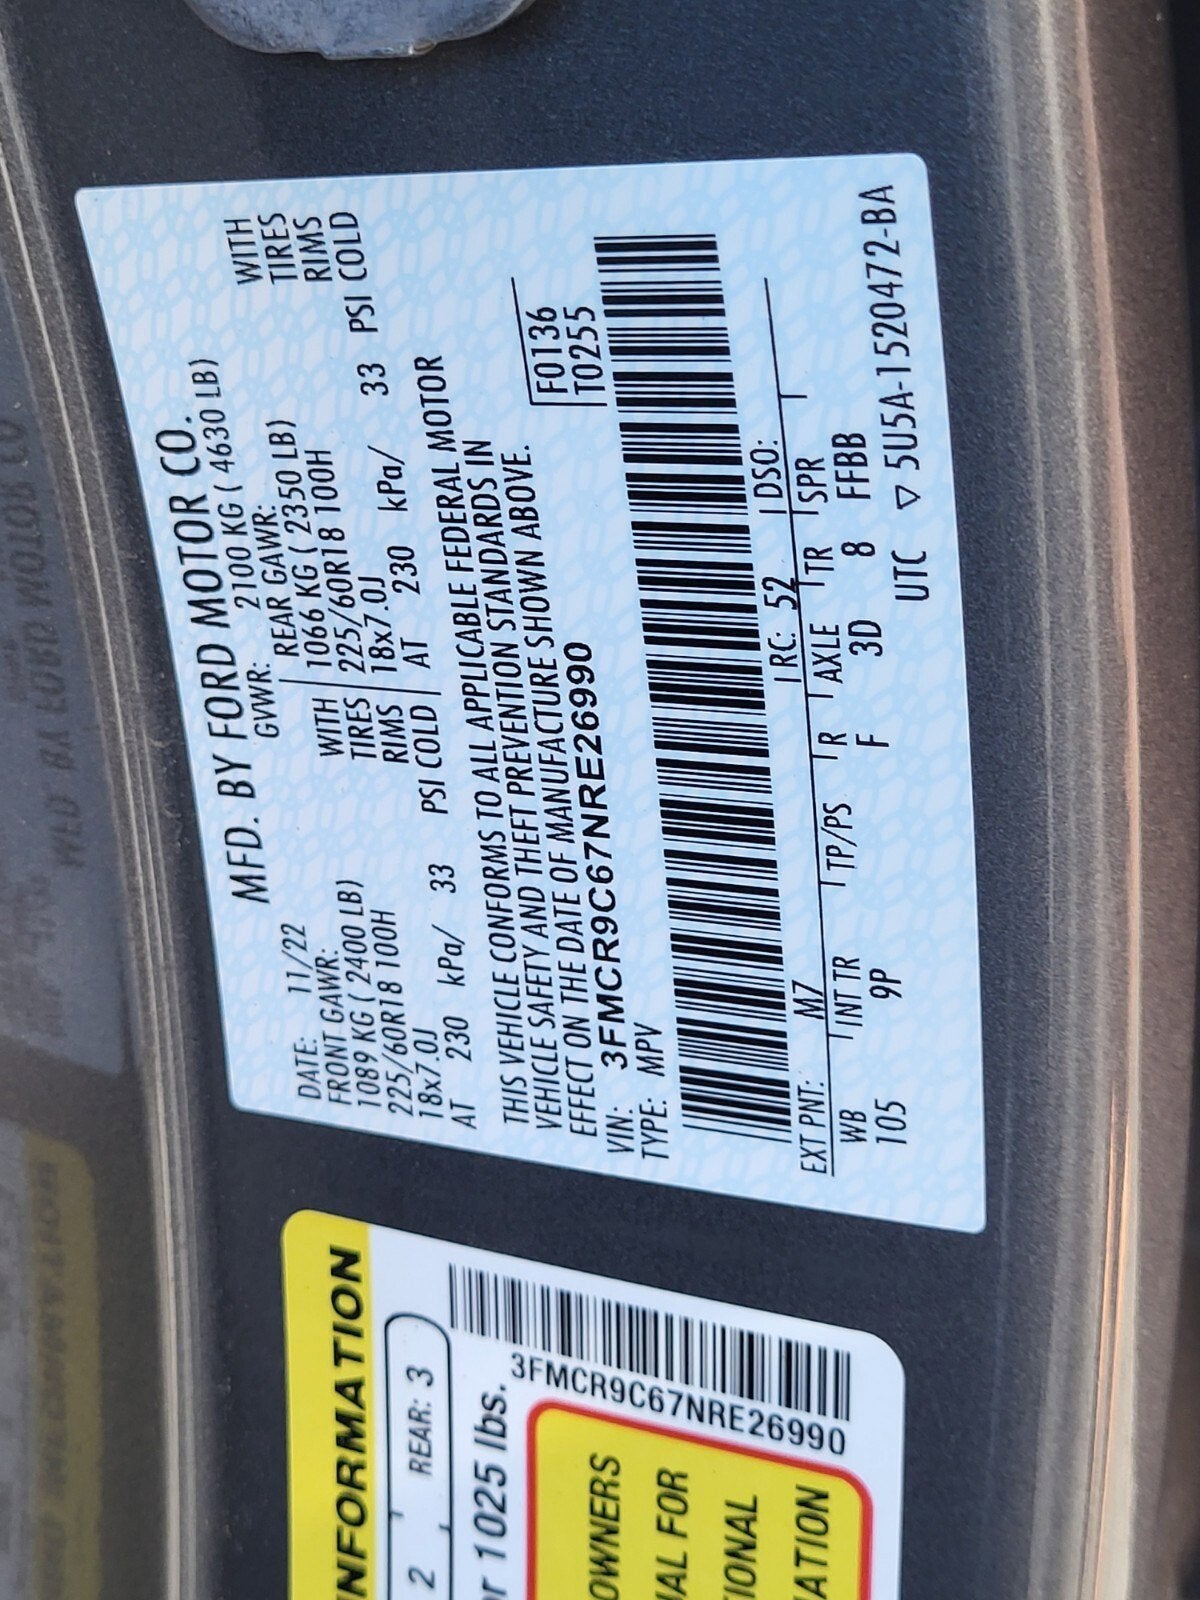 MFD. BY FORD MOTOR CO.
DATE: 11/22 GVWR: 2100 KG ( 4630 LB)
FRONT GAWR: REAR GAWR:
1089 KG ( 2400 LB) WITH 1066 KG ( 2350 LB) WITH
225/60R18 100H TIRES 225/60R18 100H TIRES
18x7.0J RIMS 18x7.0J RIMS
AT 230 kPa/ 33 PSI COLD AT 230 kPa/ 33 PSI COLD
THIS VEHICLE CONFORMS TO ALL APPLICABLE FEDERAL MOTOR
VEHICLE SAFETY AND THEFT PREVENTION STANDARDS IN
EFFECT ON THE DATE OF MANUFACTURE SHOWN ABOVE.
VIN: 3FMCR9C67NRE26990 F0136
TYPE: MPV T0255
EXT PNT: M7 RC: 52 DSO:
WB INT TR TP/PS R AXLE TR SPR
105 9P F 3D 8 FFBB
UTC ▽ 5U5A-1520472-BA
INFORMATION
2 REAR: 3
or 1025 lbs.
3FMCR9C67NRE26990
OWNERS
UAL FOR
TIONAL
MATION